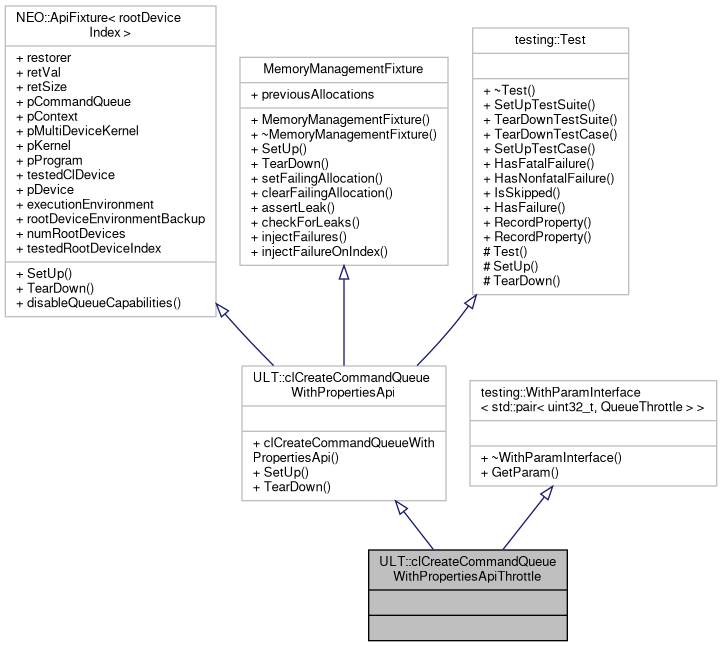 NEO::ApiFixture< rootDevice
Index >
+ restorer
+ retVal
+ retSize
+ pCommandQueue
+ pContext
+ pMultiDeviceKernel
+ pKernel
+ pProgram
+ testedClDevice
+ pDevice
+ executionEnvironment
+ rootDeviceEnvironmentBackup
+ numRootDevices
+ testedRootDeviceIndex
+ SetUp()
+ TearDown()
+ disableQueueCapabilities()
MemoryManagementFixture
+ previousAllocations
+ MemoryManagementFixture()
+ ~MemoryManagementFixture()
+ SetUp()
+ TearDown()
+ setFailingAllocation()
+ clearFailingAllocation()
+ assertLeak()
+ checkForLeaks()
+ injectFailures()
+ injectFailureOnIndex()
testing::Test
+ ~Test()
+ SetUpTestSuite()
+ TearDownTestSuite()
+ TearDownTestCase()
+ SetUpTestCase()
+ HasFatalFailure()
+ HasNonfatalFailure()
+ IsSkipped()
+ HasFailure()
+ RecordProperty()
+ RecordProperty()
# Test()
# SetUp()
# TearDown()
ULT::clCreateCommandQueue
WithPropertiesApi
+ clCreateCommandQueueWith
PropertiesApi()
+ SetUp()
+ TearDown()
testing::WithParamInterface
< std::pair< uint32_t, QueueThrottle > >
+ ~WithParamInterface()
+ GetParam()
ULT::clCreateCommandQueue
WithPropertiesApiThrottle